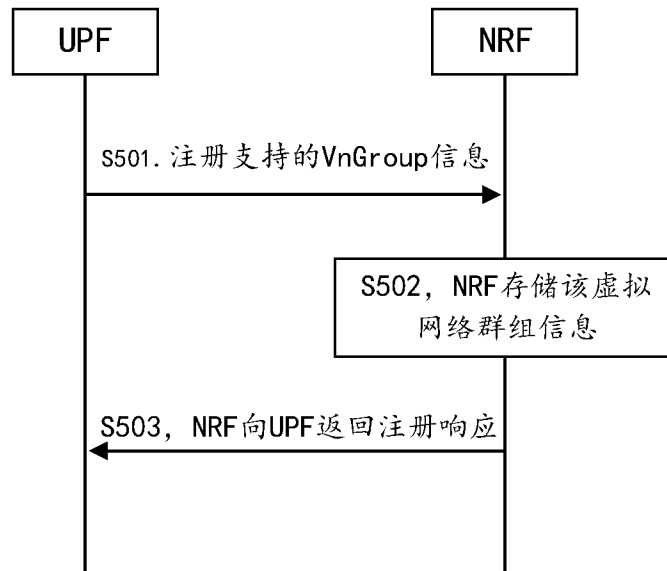 UPF
NRF
S501.注册支持的VnGroup信息
S502, NRF存储该虚拟
网络群组信息
S503, NRF向UPF返回注册响应